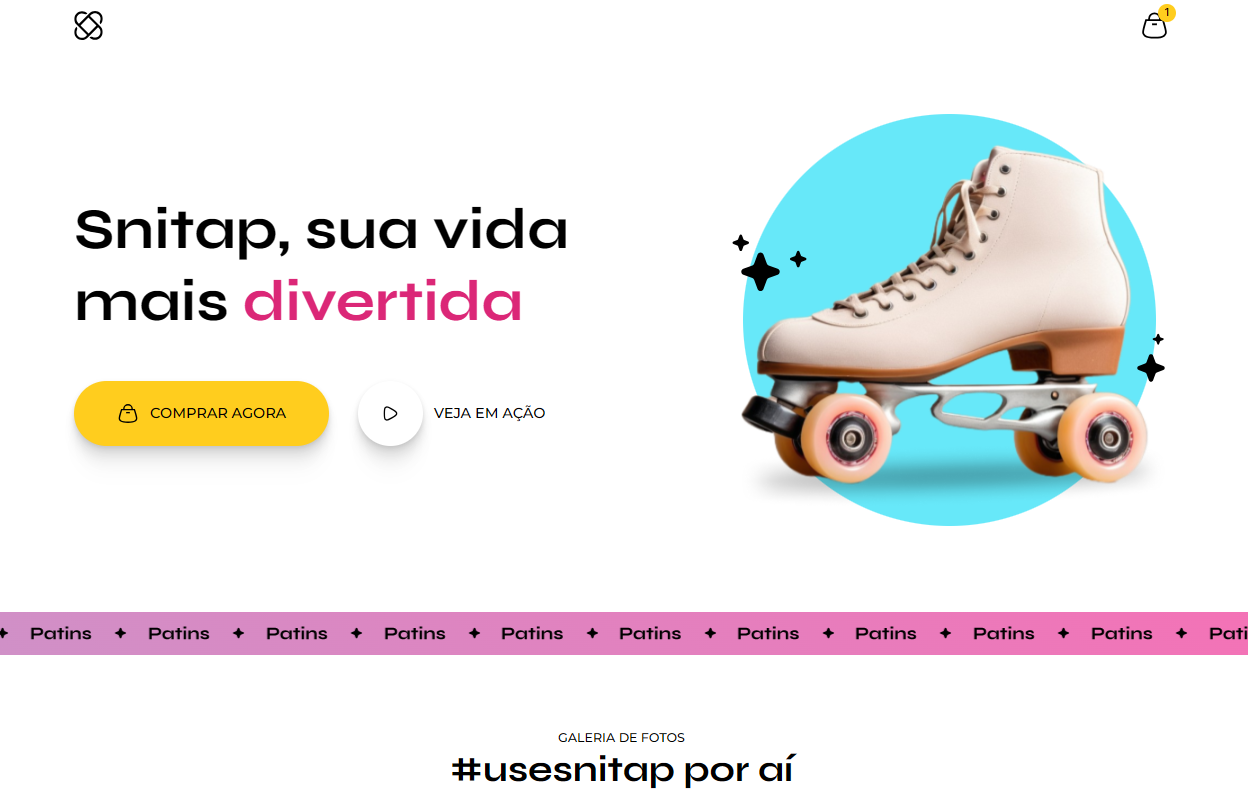 1
Snitap, sua vida
mais divertida
COMPRAR AGORA
VEJA EM AÇÃO
Patins Patins Patins Patins Patins Patins Patins Patins Patins Patins Pati
GALERIA DE FOTOS
#usesnitap por aí